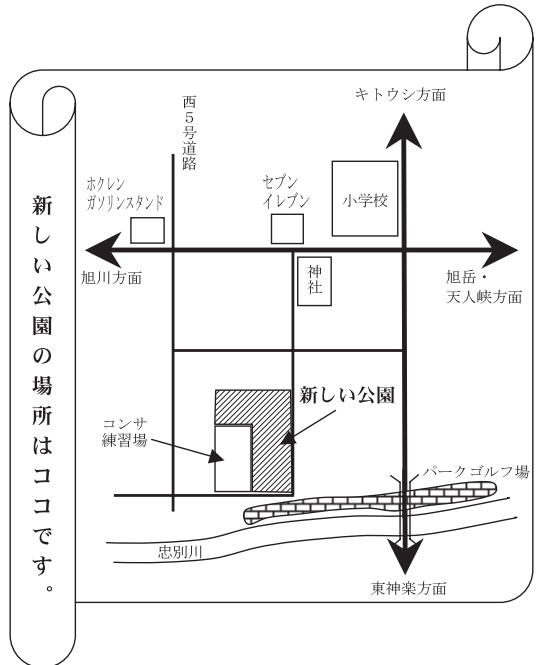 新しい公園の場所はココです。
キトウシ方面
西5号道路
ホクレン
ガソリンスタンド
セブン
イレブン
小学校
旭川方面
神社
旭岳・
天人峡方面
新しい公園
コンサ
練習場
パークゴルフ場
忠別川
東神楽方面